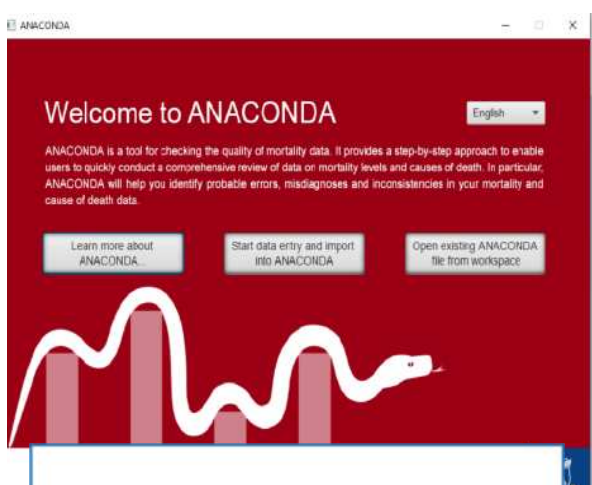 ANACONDA
Welcome to ANACONDA
English
ANACONDA is a tool for checking the quality of mortality data. It provides a step-by-step approach to enable
users to quickly conduct a comprehensive review of data on mortality levels and causes of death. In particular,
ANACONDA will help you identify probable errors, misdiagnoses and inconsistencies in your mortality and
cause of death data.
Learn more about
ANACONDA...
Start data entry and import
into ANACONDA
Open existing ANACONDA
file from workspace